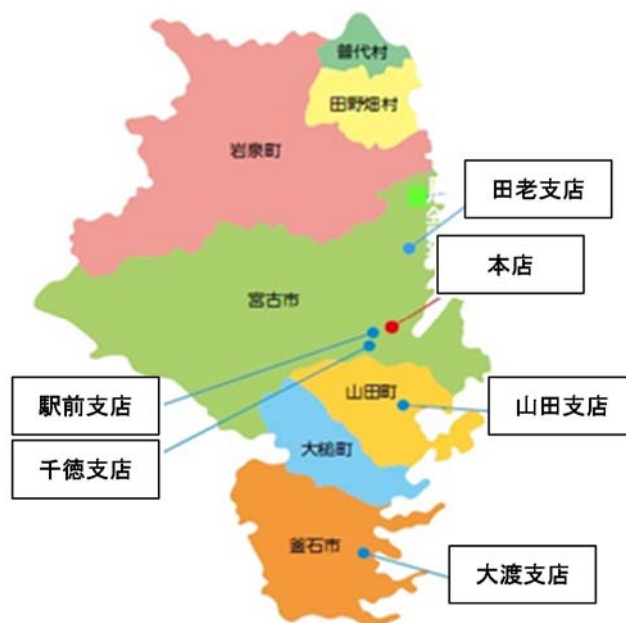 普代村
田野畑村
岩泉町
田老支店
本店
宮古市
駅前支店
山田町
山田支店
千徳支店
大槌町
釜石市
大渡支店